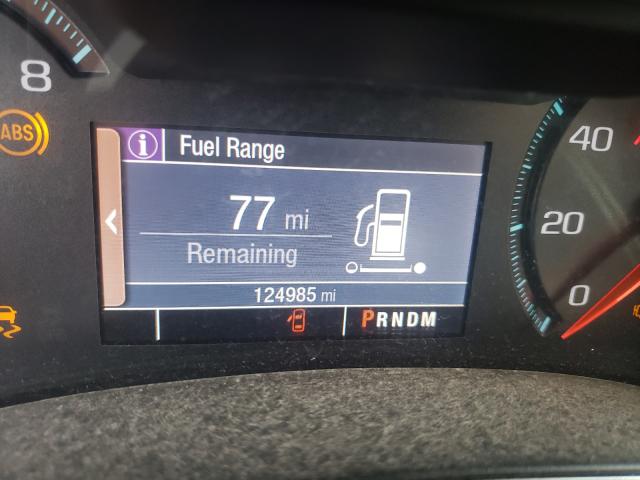 8
ABS
i Fuel Range
77 mi
Remaining
124985 mi
PRNDM
40
20
0